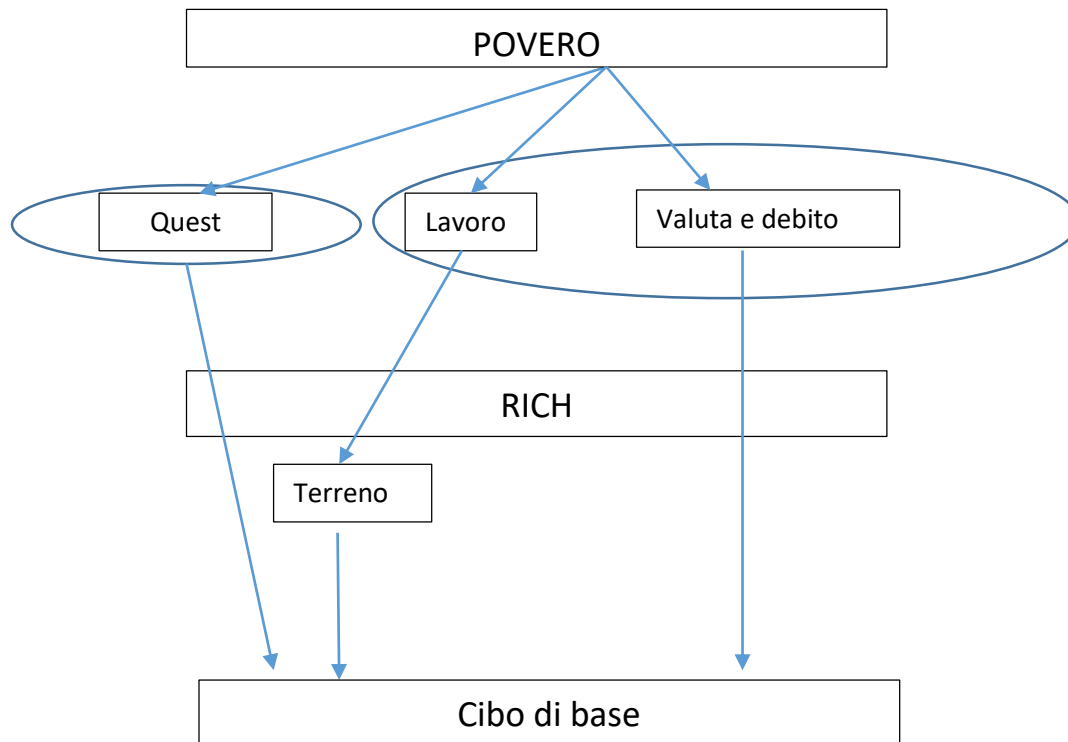 POVERO
Quest
Lavoro
Valuta e debito
RICH
Terreno
Cibo di base